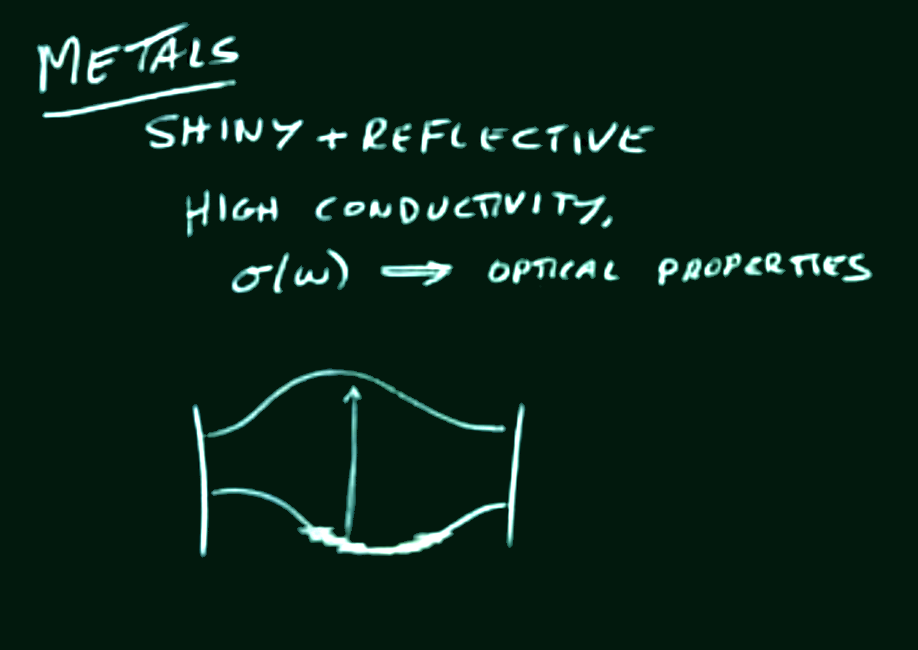 METALS
SHINY + REFLECTIVE
HIGH CONDUCTIVITY,
σ(ω) ⟹ OPTICAL PROPERTIES